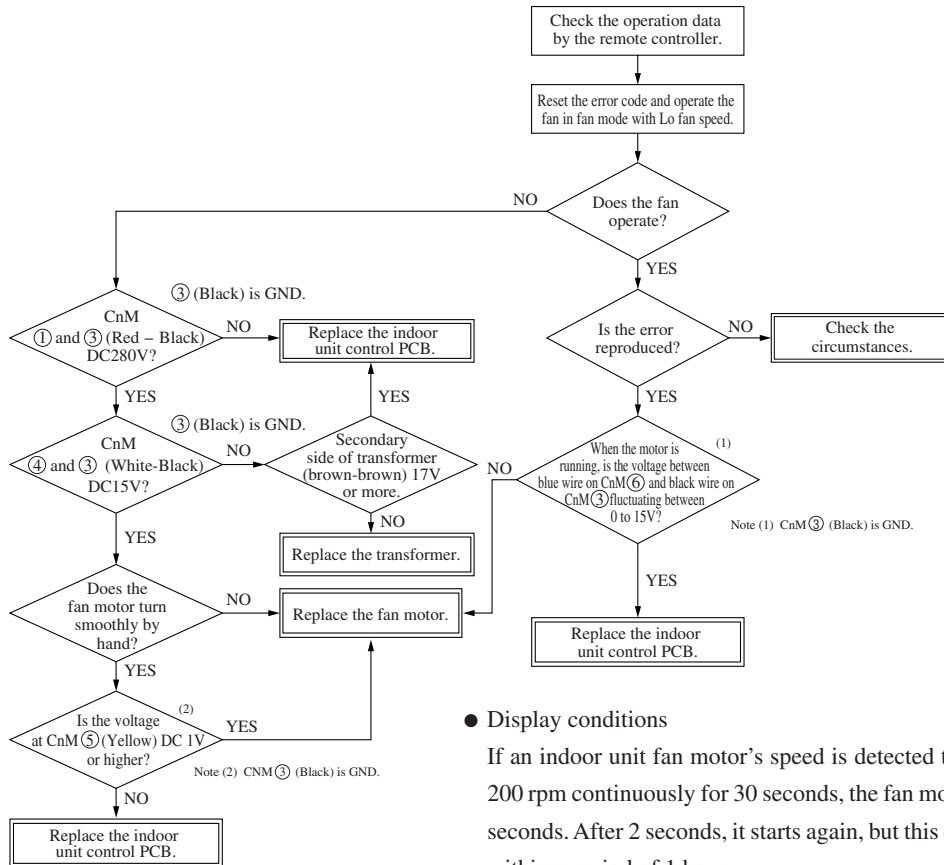 Check the operation data
by the remote controller.
Reset the error code and operate the
fan in fan mode with Lo fan speed.
Does the fan
operate?
NO
YES
Is the error
reproduced?
NO
Check the
circumstances.
YES
(1)
When the motor is
running, is the voltage between
blue wire on CnM⑥ and black wire on
CnM③fluctuating between
0 to 15V?
NO
Note (1) CnM③ (Black) is GND.
YES
Replace the indoor
unit control PCB.
③ (Black) is GND.
CnM
① and ③ (Red – Black)
DC280V?
NO
Replace the indoor
unit control PCB.
YES
③ (Black) is GND.
CnM
④ and ③ (White-Black)
DC15V?
NO
Secondary
side of transformer
(brown-brown) 17V
or more.
YES
NO
Replace the transformer.
YES
Does the
fan motor turn
smoothly by
hand?
NO
Replace the fan motor.
YES
(2)
Is the voltage
at CnM⑤(Yellow) DC 1V
or higher?
YES
Note (2) CNM③ (Black) is GND.
NO
Replace the indoor
unit control PCB.
● Display conditions
If an indoor unit fan motor's speed is detected
200 rpm continuously for 30 seconds, the fan
seconds. After 2 seconds, it starts again, but this